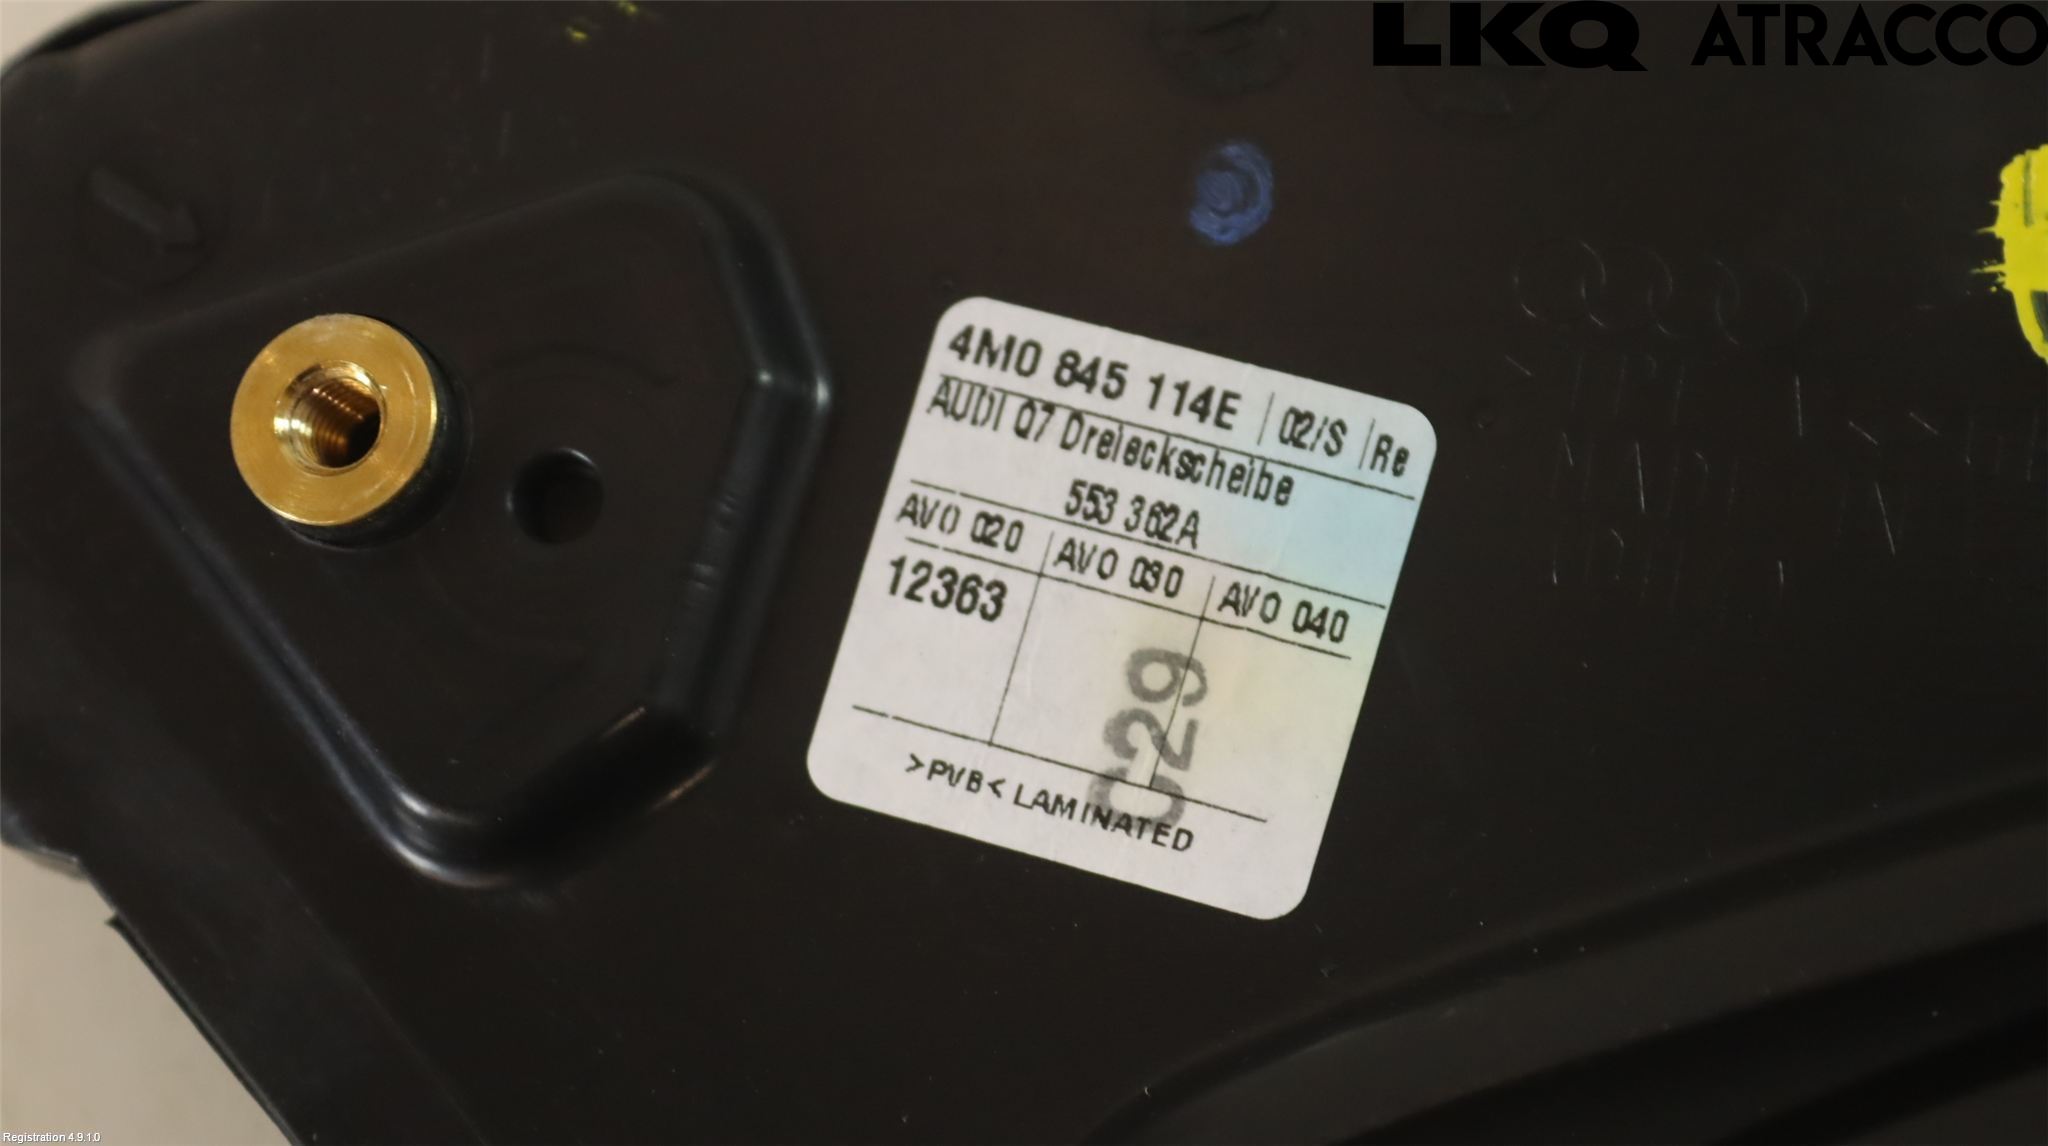 LKQ ATRACCO
4M0 845 114E 02/S Re
AUDI Q7 Dreieckscheibe
553 362A
AVO 020 AVO 030 AVO 040
12363
C29
>PVB< LAMINATED
Registration 4.9.1.0